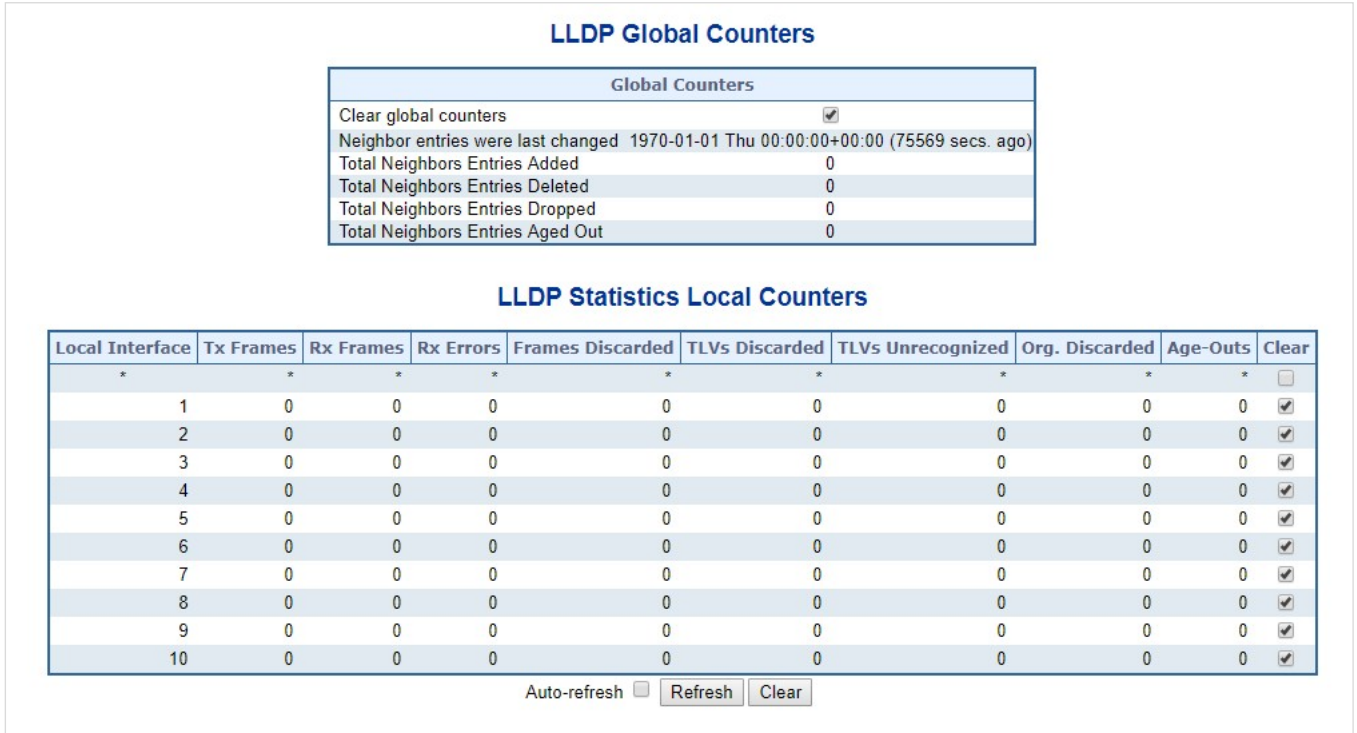 LLDP Global Counters
Global Counters
Clear global counters
Neighbor entries were last changed 1970-01-01 Thu 00:00:00+00:00 (75569 secs. ago)
Total Neighbors Entries Added 0
Total Neighbors Entries Deleted 0
Total Neighbors Entries Dropped 0
Total Neighbors Entries Aged Out 0
LLDP Statistics Local Counters
Local Interface Tx Frames Rx Frames Rx Errors Frames Discarded TLVs Discarded TLVs Unrecognized Org. Discarded Age-Outs Clear
* * * * * * * * *
1 0 0 0 0 0 0 0 0
2 0 0 0 0 0 0 0 0
3 0 0 0 0 0 0 0 0
4 0 0 0 0 0 0 0 0
5 0 0 0 0 0 0 0 0
6 0 0 0 0 0 0 0 0
7 0 0 0 0 0 0 0 0
8 0 0 0 0 0 0 0 0
9 0 0 0 0 0 0 0 0
10 0 0 0 0 0 0 0 0
Auto-refresh Refresh Clear